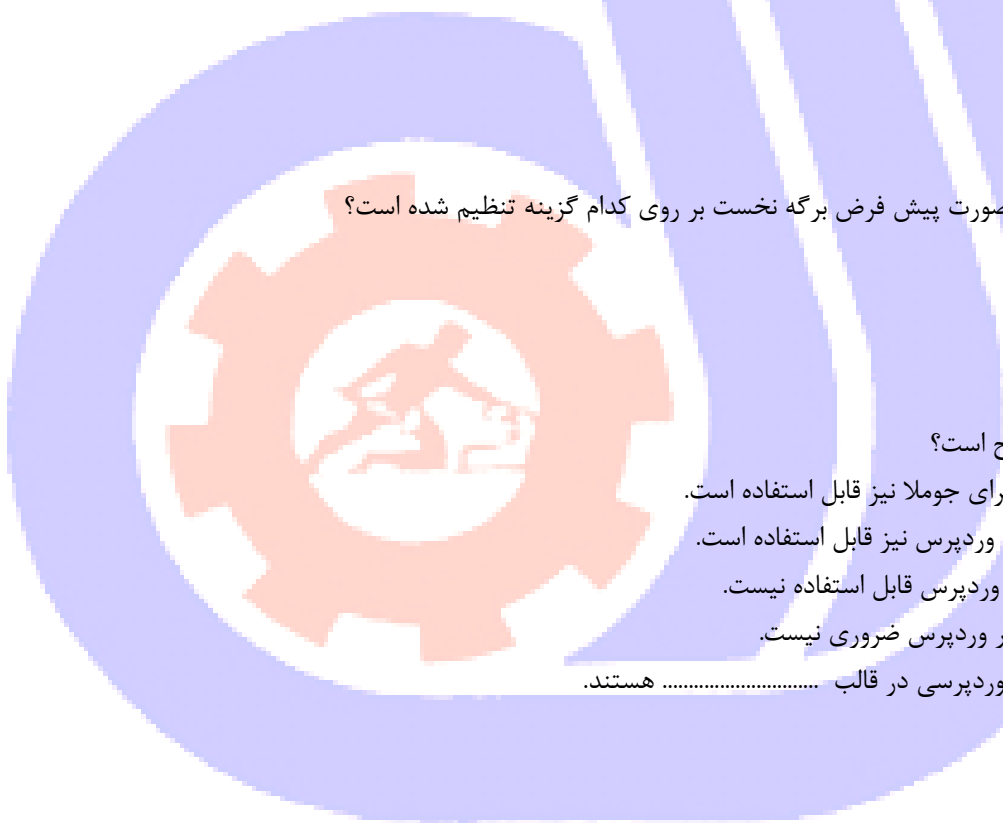 صورت پیش فرض برگه نخست بر روی کدام گزینه تنظیم شده است؟
است؟
جوملا نیز قابل استفاده است.
وردپرس نیز قابل استفاده است.
وردپرس قابل استفاده نیست.
وردپرس ضروری نیست.
وردپرسی در قالب .............................. هستند.